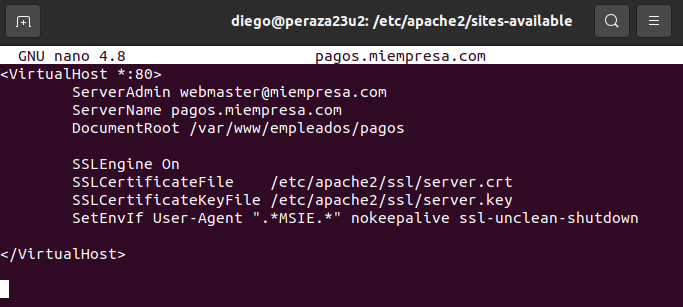 diego@peraza23u2: /etc/apache2/sites-available
GNU nano 4.8 pagos.miempresa.com
<VirtualHost *:80>
ServerAdmin webmaster@miempresa.com
ServerName pagos.miempresa.com
DocumentRoot /var/www/empleados/pagos
SSLEngine On
SSLCertificateFile /etc/apache2/ssl/server.crt
SSLCertificateKeyFile /etc/apache2/ssl/server.key
SetEnvIf User-Agent ".*MSIE.*" nokeepalive ssl-unclean-shutdown
</VirtualHost>